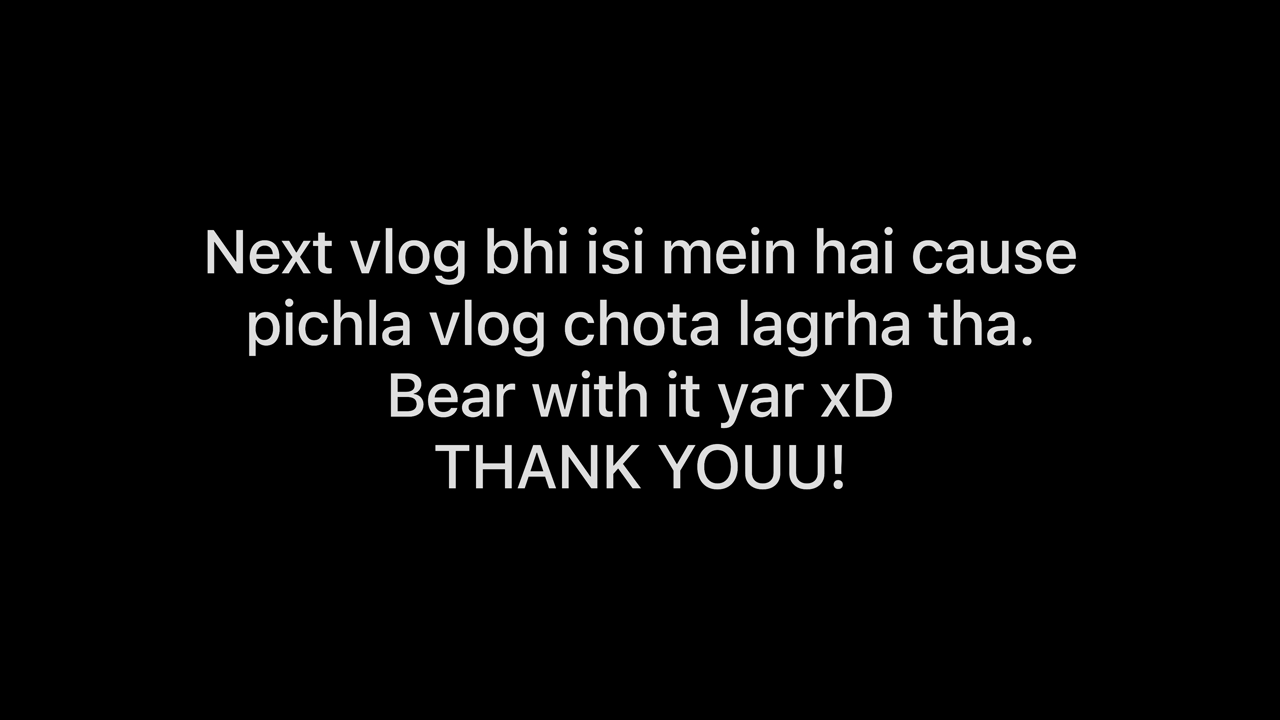 Next vlog bhi isi mein hai cause
pichla vlog chota lagrha tha.
Bear with it yar xD
THANK YOUU!